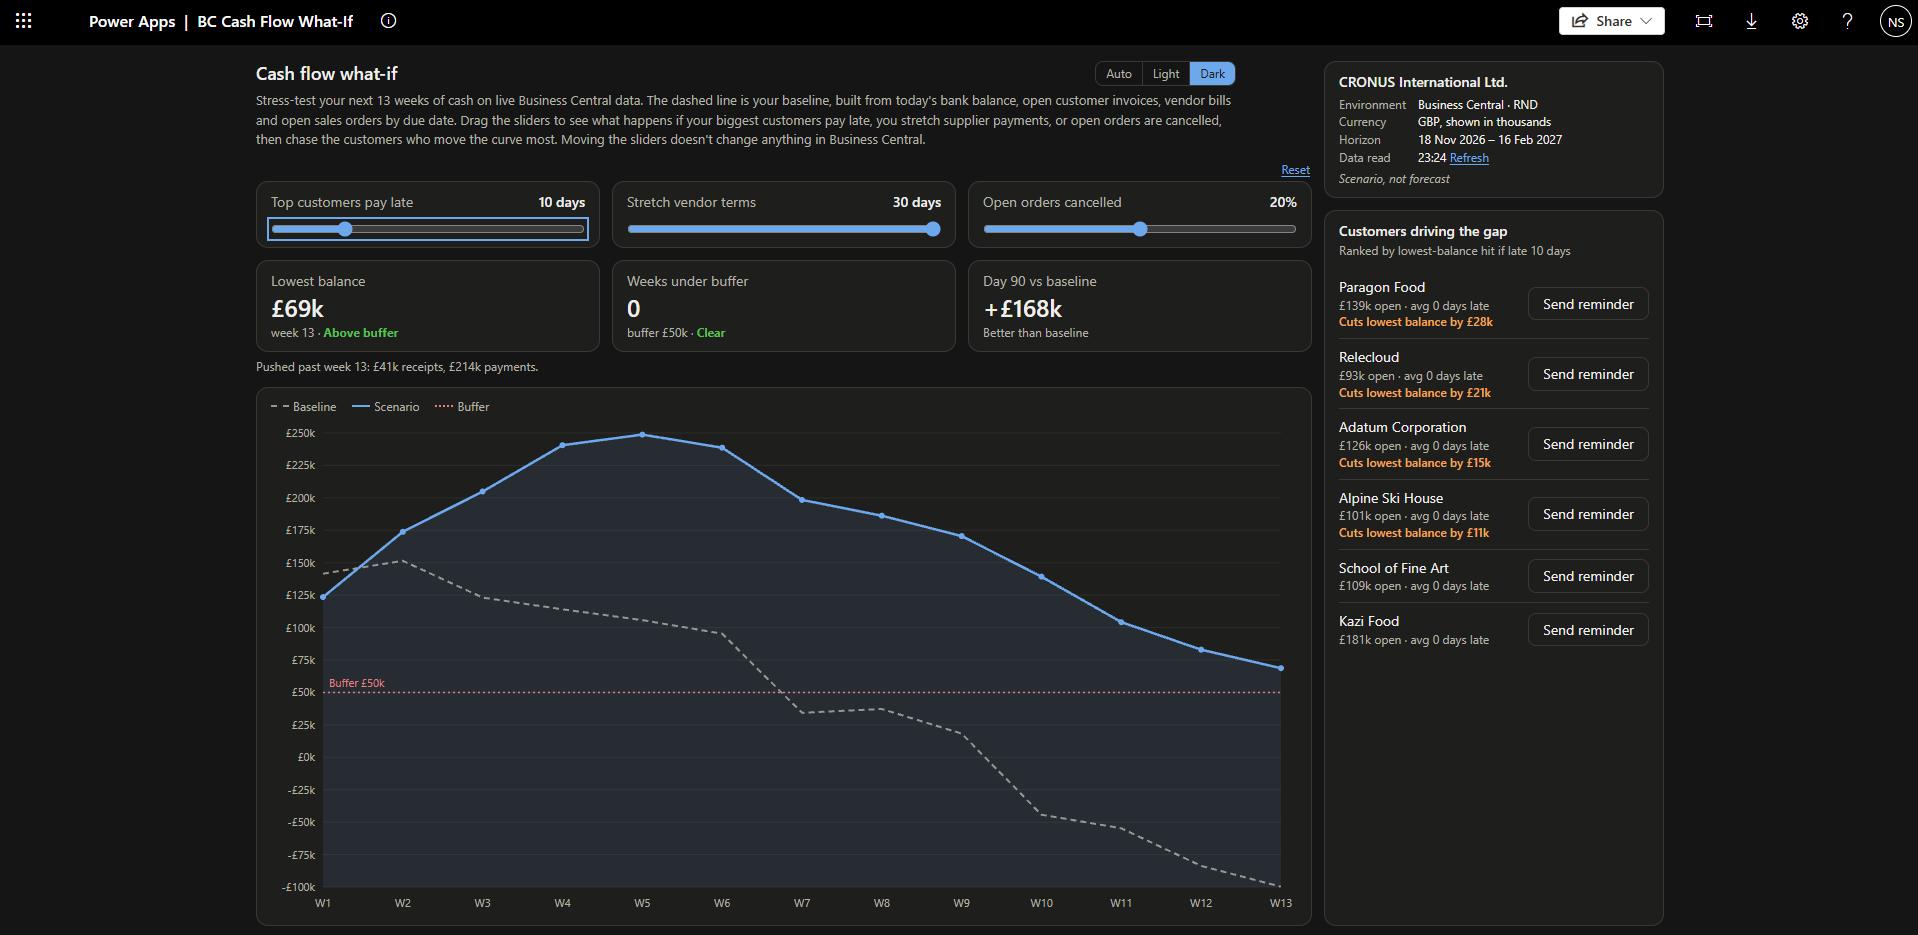 Power Apps | BC Cash Flow What-If
Share
NS
Cash flow what-if
Auto Light Dark
Stress-test your next 13 weeks of cash on live Business Central data. The dashed line is your baseline, built from today's bank balance, open customer invoices, vendor bills
and open sales orders by due date. Drag the sliders to see what happens if your biggest customers pay late, you stretch supplier payments, or open orders are cancelled,
then chase the customers who move the curve most. Moving the sliders doesn't change anything in Business Central.
Reset
Top customers pay late 10 days
Stretch vendor terms 30 days
Open orders cancelled 20%
Lowest balance
£69k
week 13 · Above buffer
Weeks under buffer
0
buffer £50k · Clear
Day 90 vs baseline
+£168k
Better than baseline
Pushed past week 13: £41k receipts, £214k payments.
Baseline Scenario Buffer
£250k
£225k
£200k
£175k
£150k
£125k
£100k
£75k
Buffer £50k
£50k
£25k
£0k
-£25k
-£50k
-£75k
-£100k
W1 W2 W3 W4 W5 W6 W7 W8 W9 W10 W11 W12 W13
CRONUS International Ltd.
Environment Business Central · RND
Currency GBP, shown in thousands
Horizon 18 Nov 2026 – 16 Feb 2027
Data read 23:24 Refresh
Scenario, not forecast
Customers driving the gap
Ranked by lowest-balance hit if late 10 days
Paragon Food
£139k open · avg 0 days late
Cuts lowest balance by £28k
Send reminder
Relecloud
£93k open · avg 0 days late
Cuts lowest balance by £21k
Send reminder
Adatum Corporation
£126k open · avg 0 days late
Cuts lowest balance by £15k
Send reminder
Alpine Ski House
£101k open · avg 0 days late
Cuts lowest balance by £11k
Send reminder
School of Fine Art
£109k open · avg 0 days late
Send reminder
Kazi Food
£181k open · avg 0 days late
Send reminder